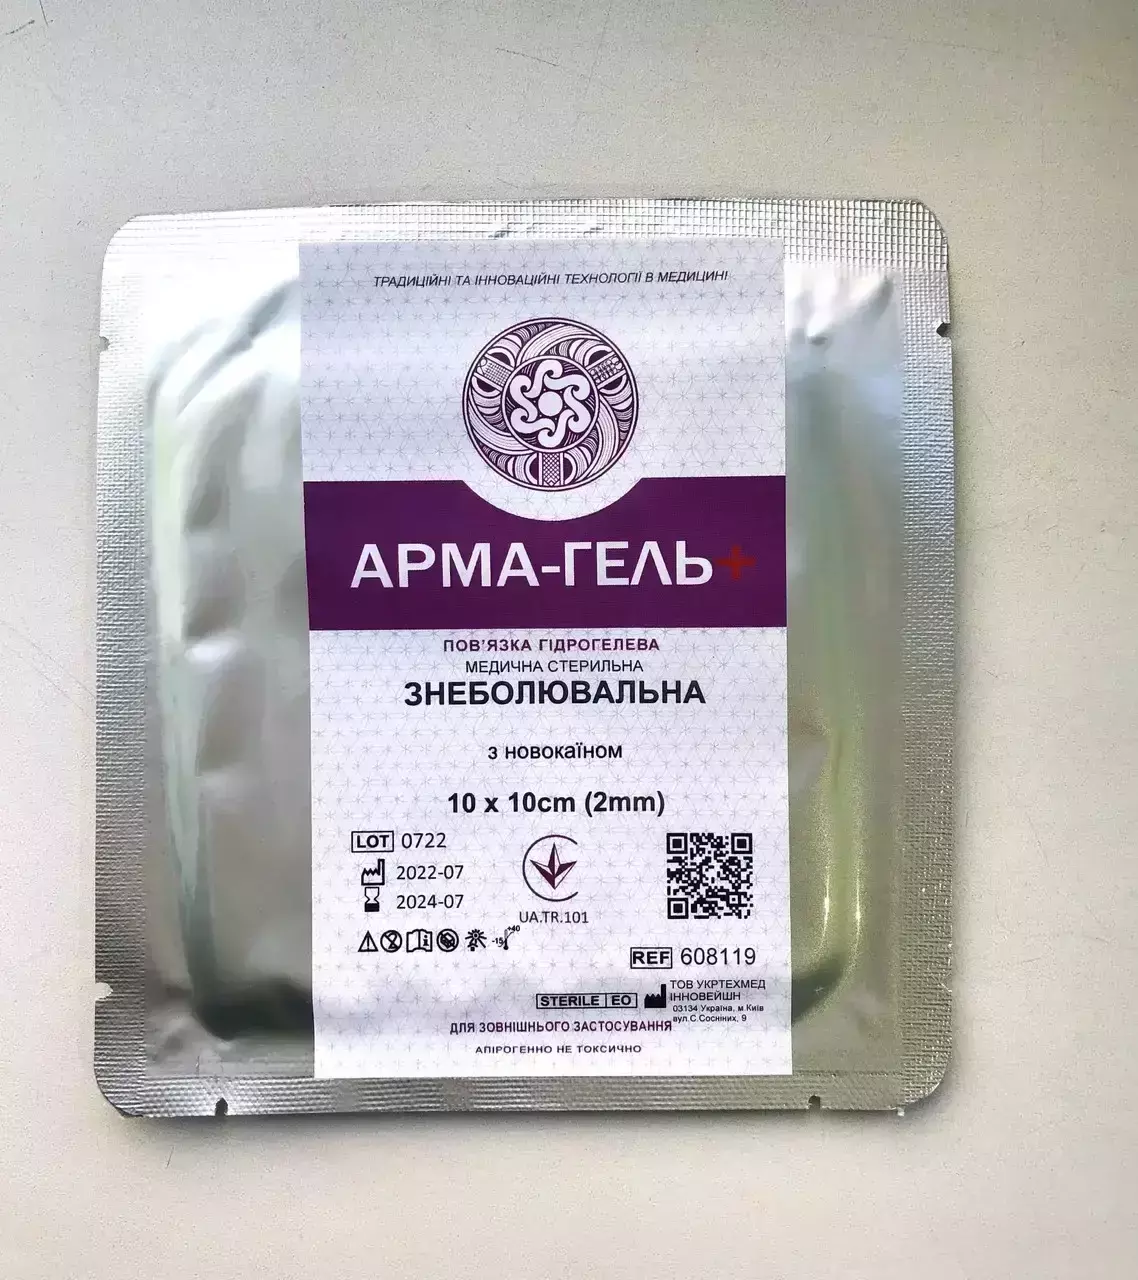 ТРАДИЦІЙНІ ТА ІННОВАЦІЙНІ ТЕХНОЛОГІЇ В МЕДИЦИНІ
АРМА-ГЕЛЬ+
ПОВ'ЯЗКА ГІДРОГЕЛЕВА
МЕДИЧНА СТЕРИЛЬНА
ЗНЕБОЛЮВАЛЬНА
з новокаїном
10 x 10cm (2mm)
LOT 0722
2022-07
2024-07
UA.TR.101
-15 +40
REF 608119
STERILE EO
ТОВ УКРТЕХМЕД
ІННОВЕЙШН
03134 Україна, м.Київ
вул.С.Сосніних, 9
ДЛЯ ЗОВНІШНЬОГО ЗАСТОСУВАННЯ
АПІРОГЕННО НЕ ТОКСИЧНО